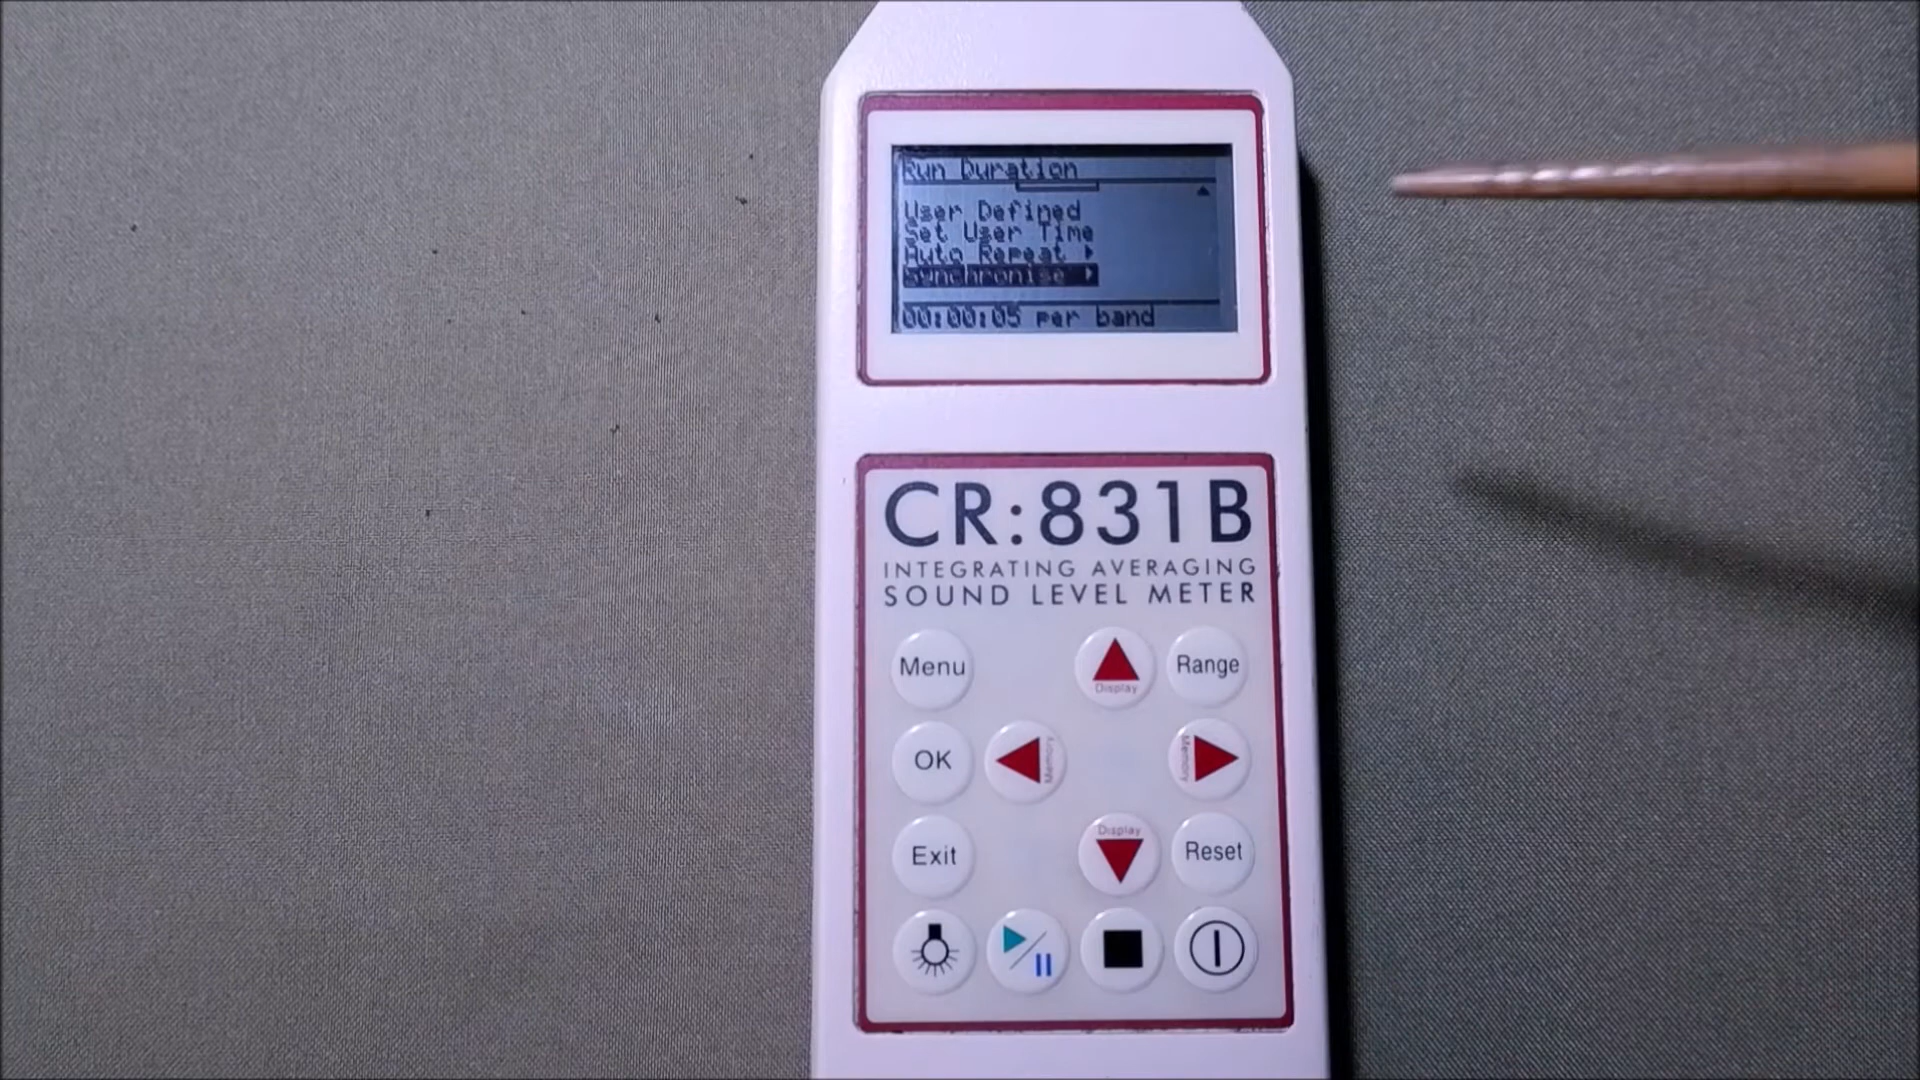 Run Duration
User Defined
Set User Time
Auto Repeat
Synchronise
00:00:05 per band
CR:831B
INTEGRATING AVERAGING
SOUND LEVEL METER
Menu
Display
Range
OK
Memory
Memory
Exit
Display
Reset